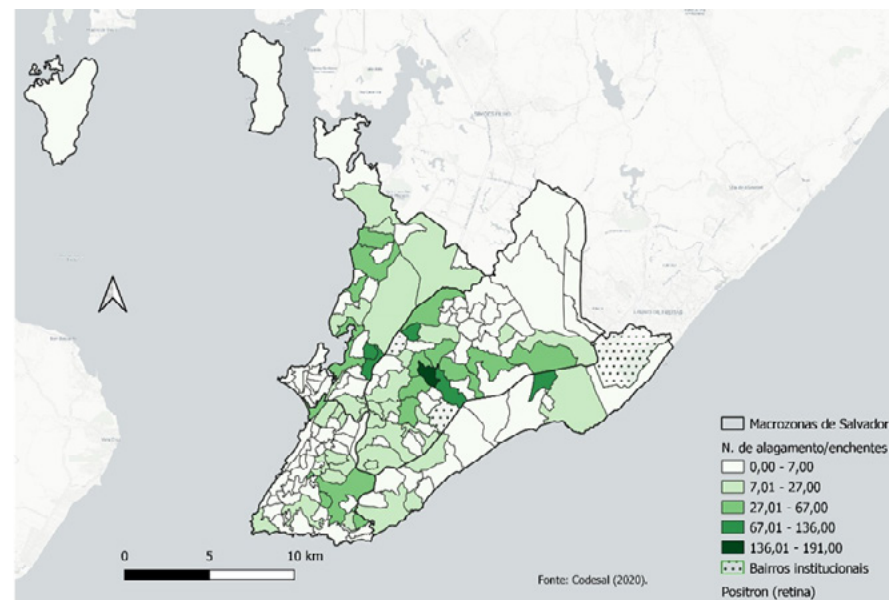 Macrozonas de Salvador
N. de alagamento/enchentes
0,00 - 7,00
7,01 - 27,00
27,01 - 67,00
67,01 - 136,00
136,01 - 191,00
Bairros institucionais
Positron (retina)
0 5 10 km
Fonte: Codesal (2020).